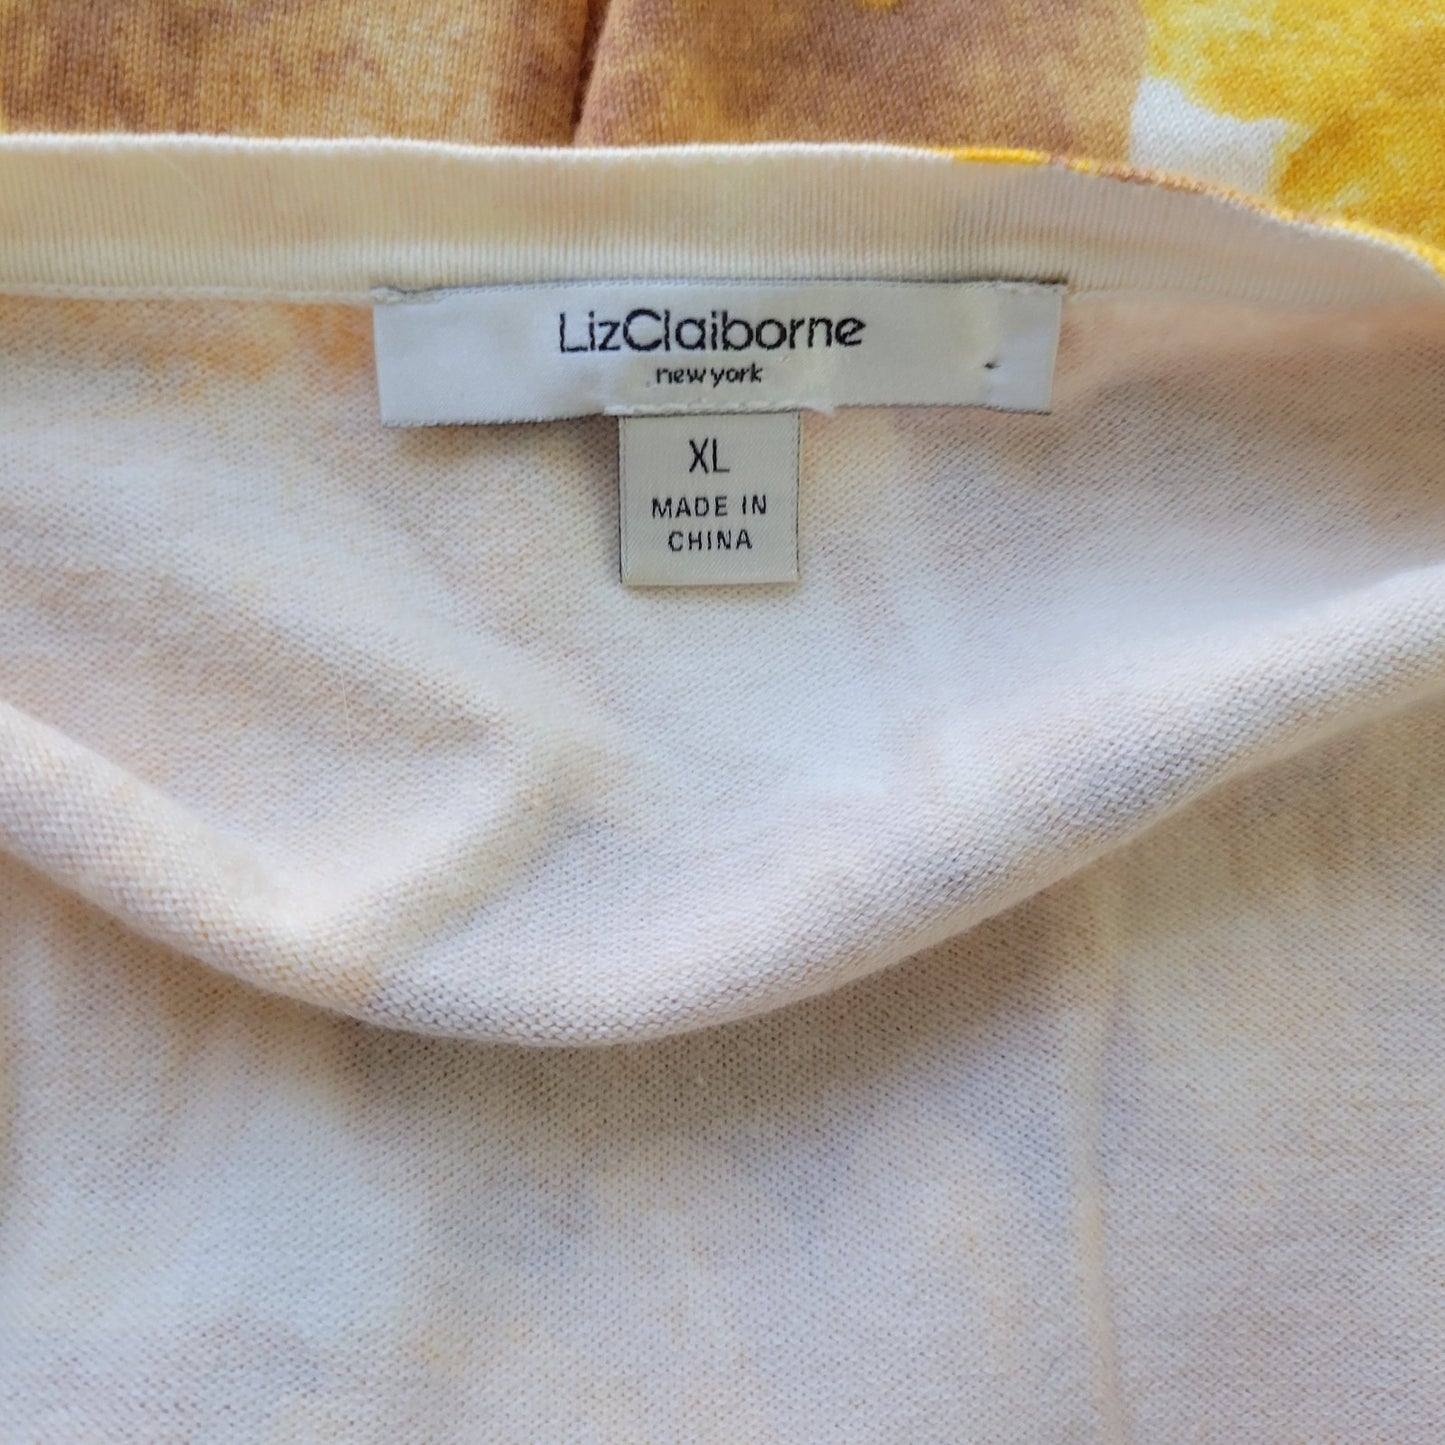 LizClaiborne
new york
XL
MADE IN
CHINA